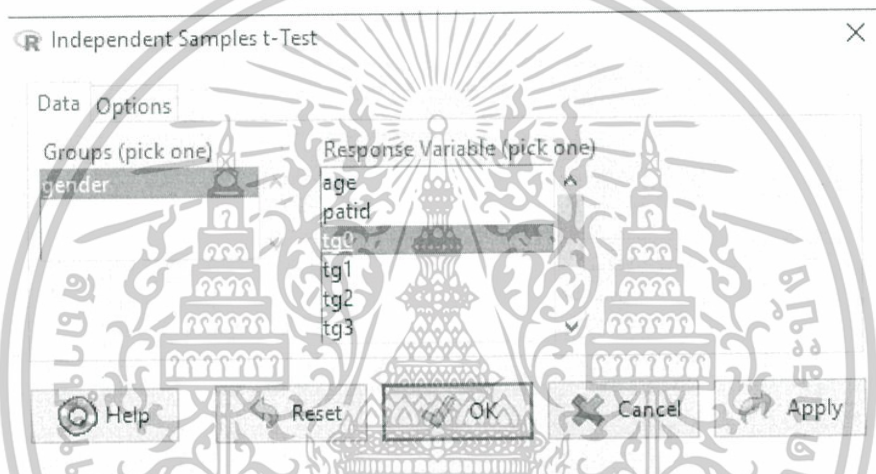 R Independent Samples t-Test
Data Options
Groups (pick one)
gender
Response Variable (pick one)
age
patid
tg0
tg1
tg2
tg3
Help Reset OK Cancel Apply